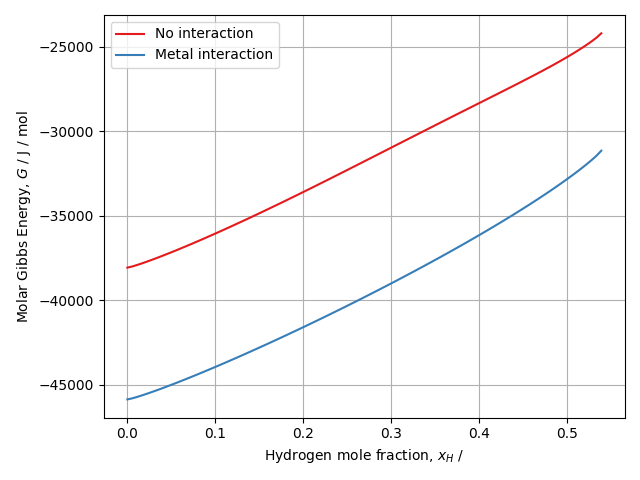 No interaction
Metal interaction
Molar Gibbs Energy, G / J / mol
−25000
−30000
−35000
−40000
−45000
0.0 0.1 0.2 0.3 0.4 0.5
Hydrogen mole fraction, x_H /